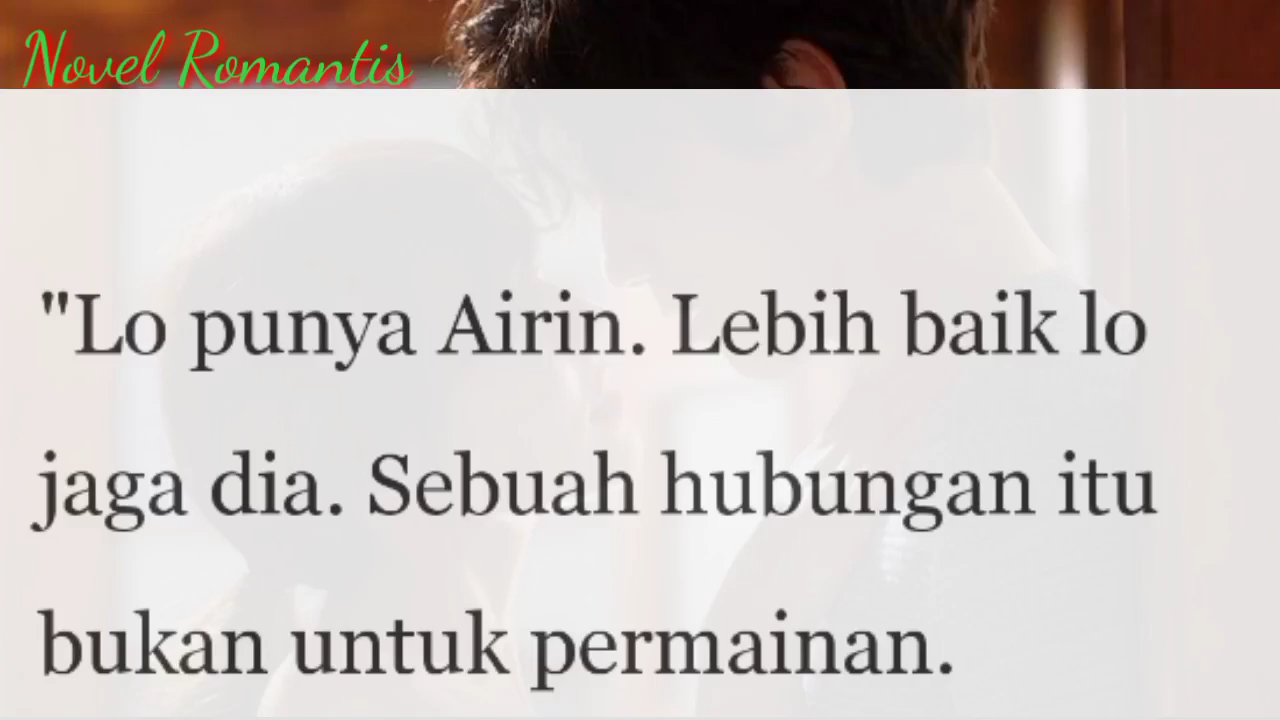 Novel Romantis
"Lo punya Airin. Lebih baik lo
jaga dia. Sebuah hubungan itu
bukan untuk permainan.